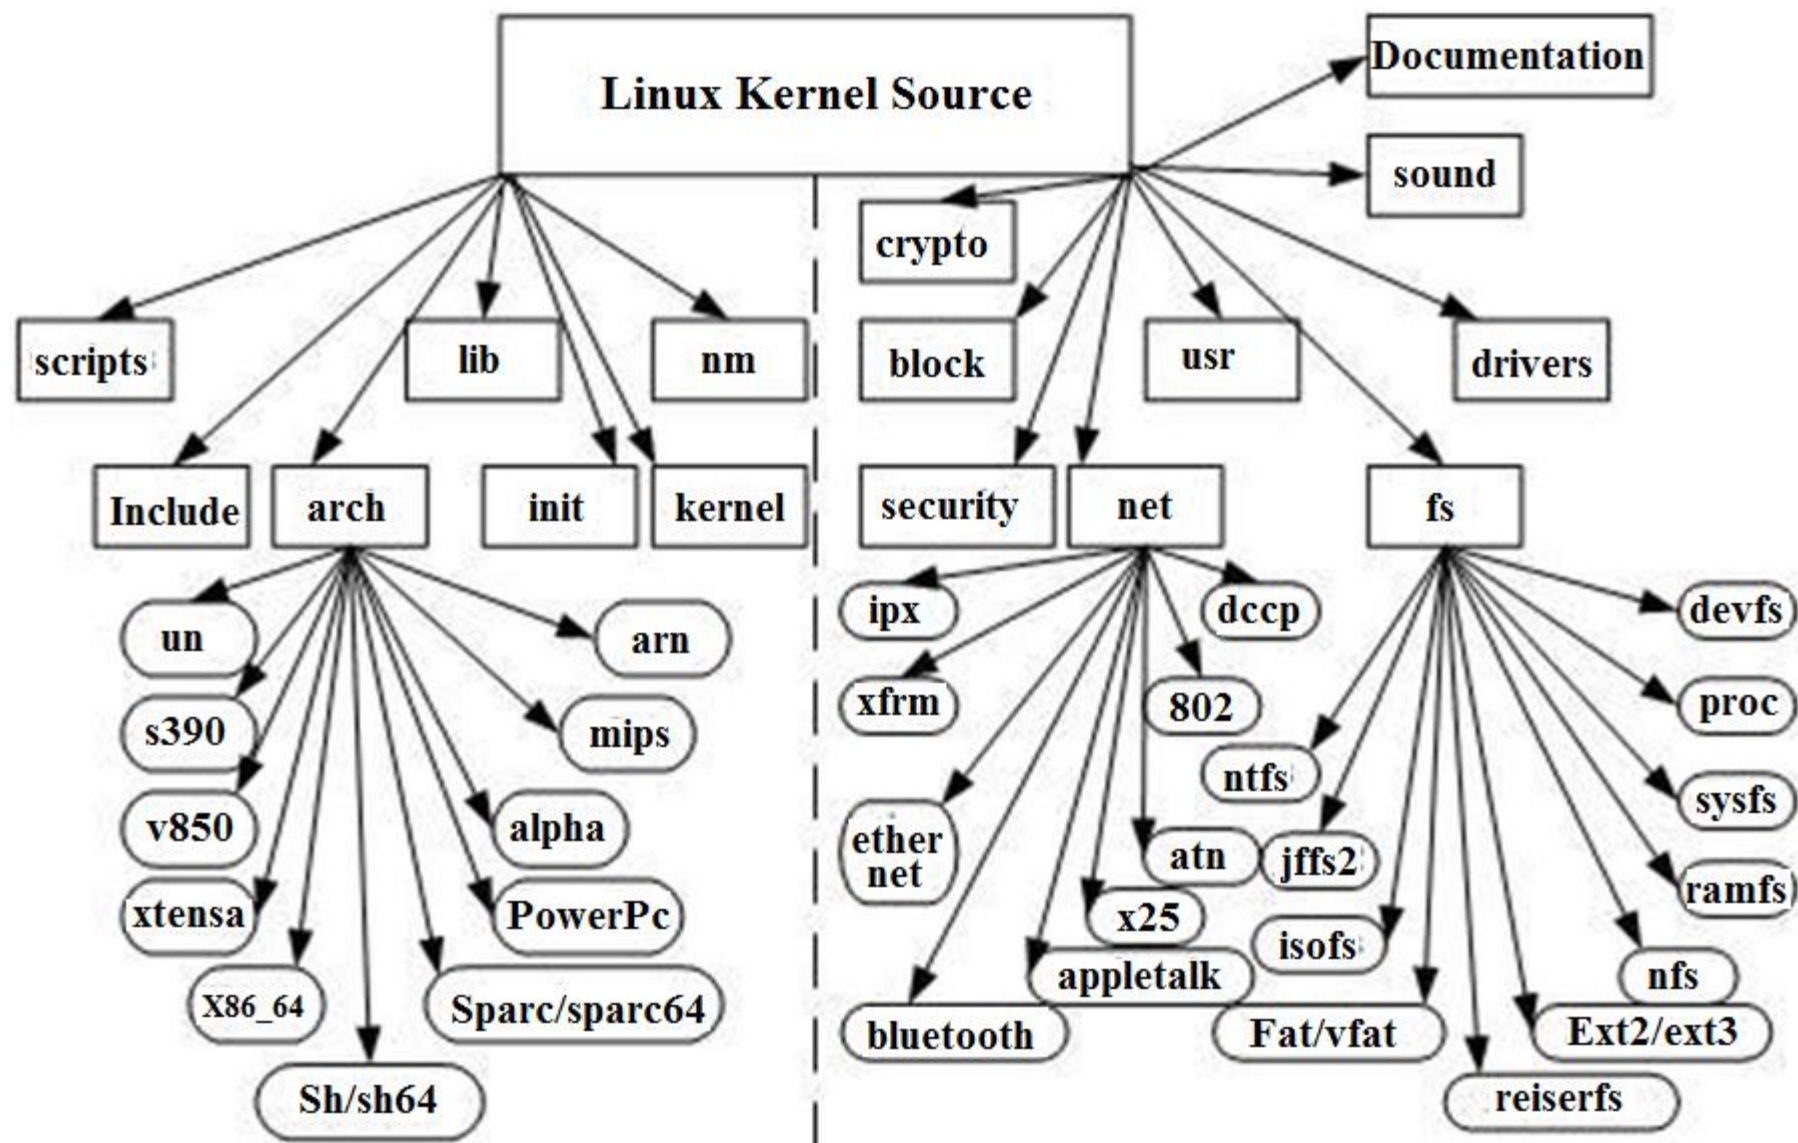 Linux Kernel Source
Documentation
sound
crypto
scripts
lib
nm
block
usr
drivers
Include
arch
init
kernel
security
net
fs
un
arn
s390
mips
v850
alpha
xtensa
PowerPc
X86_64
Sparc/sparc64
Sh/sh64
ipx
dccp
xfrm
802
ether
net
atn
x25
appletalk
bluetooth
devfs
proc
ntfs
sysfs
jffs2
ramfs
isofs
nfs
Fat/vfat
Ext2/ext3
reiserfs